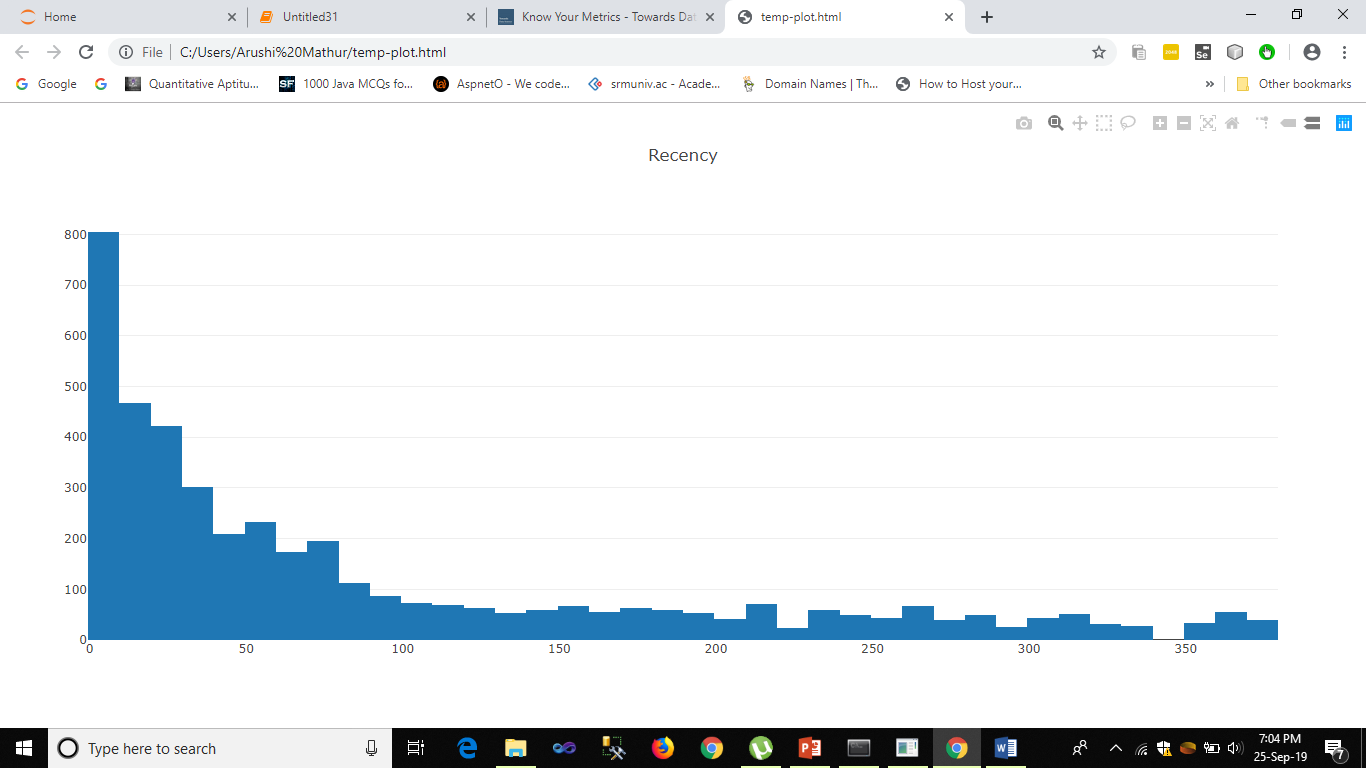 Home
Untitled31
Know Your Metrics - Towards Dat
temp-plot.html
File
C:/Users/Arushi%20Mathur/temp-plot.html
Google
Quantitative Aptitu...
SF
1000 Java MCQs fo...
AspnetO - We code...
srmuniv.ac - Acade...
Domain Names | Th...
How to Host your...
»
Other bookmarks
Recency
800
700
600
500
400
300
200
100
0
0
50
100
150
200
250
300
350
Type here to search
7:04 PM
25-Sep-19
7